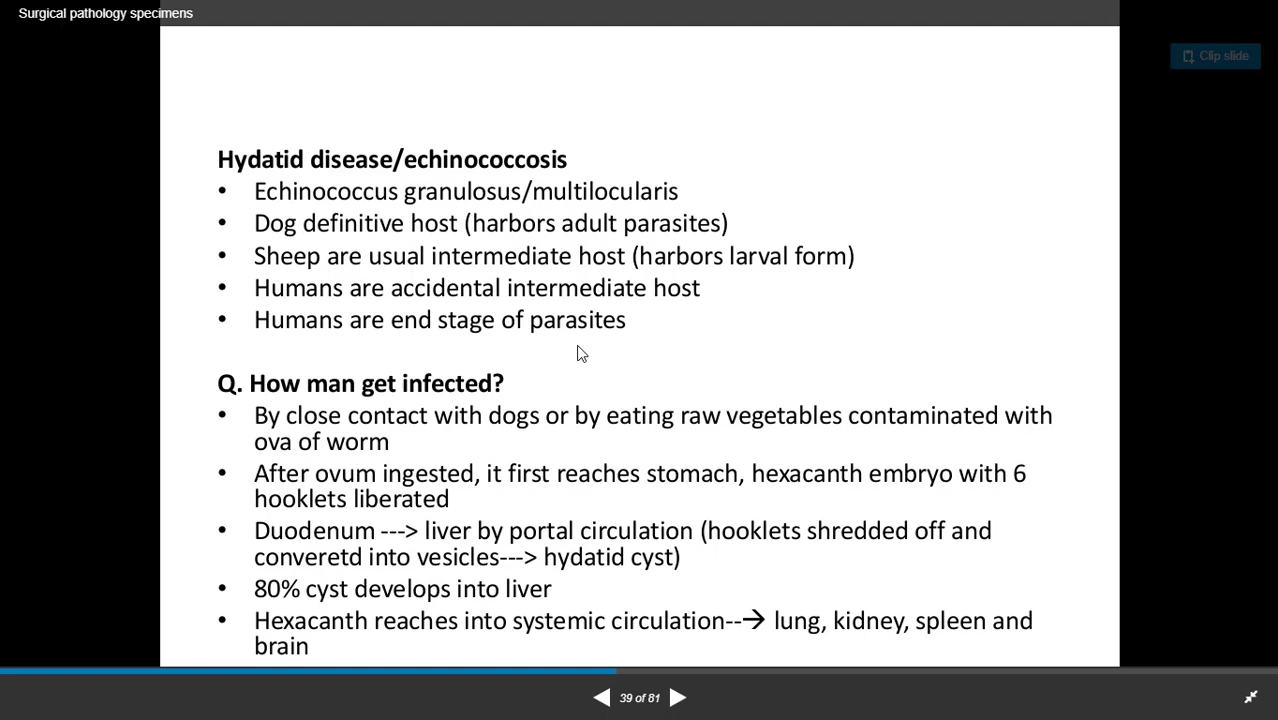 Surgical pathology specimens
Clip slide
Hydatid disease/echinococcosis
• Echinococcus granulosus/multilocularis
• Dog definitive host (harbors adult parasites)
• Sheep are usual intermediate host (harbors larval form)
• Humans are accidental intermediate host
• Humans are end stage of parasites
Q. How man get infected?
• By close contact with dogs or by eating raw vegetables contaminated with
ova of worm
• After ovum ingested, it first reaches stomach, hexacanth embryo with 6
hooklets liberated
• Duodenum ---> liver by portal circulation (hooklets shredded off and
converetd into vesicles---> hydatid cyst)
• 80% cyst develops into liver
• Hexacanth reaches into systemic circulation--→ lung, kidney, spleen and
brain
39 of 81